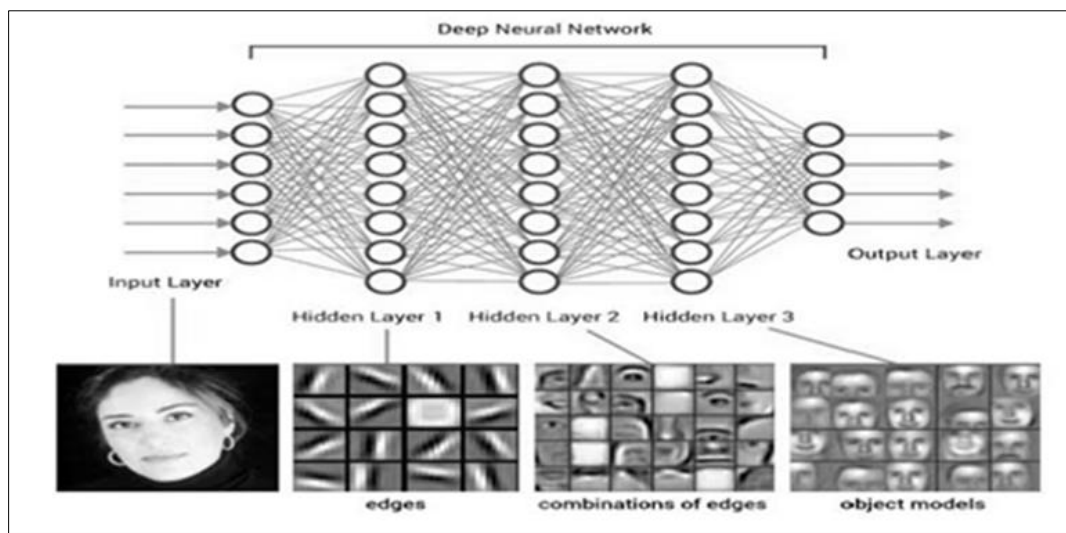 Deep Neural Network
Input Layer
Output Layer
Hidden Layer 1
Hidden Layer 2
Hidden Layer 3
edges
combinations of edges
object models